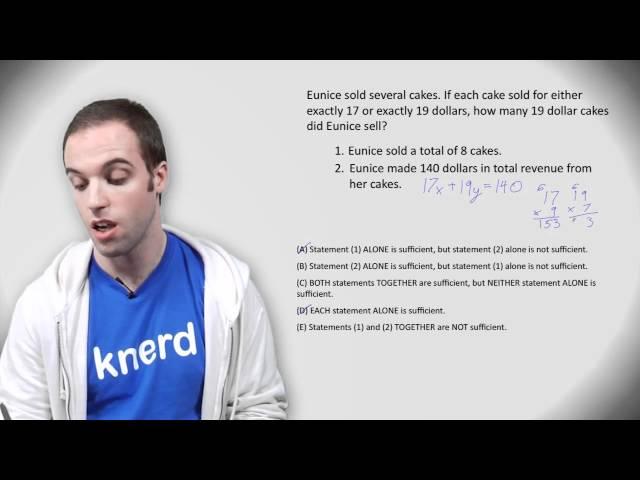 Eunice sold several cakes. If each cake sold for either
exactly 17 or exactly 19 dollars, how many 19 dollar cakes
did Eunice sell?
1. Eunice sold a total of 8 cakes.
2. Eunice made 140 dollars in total revenue from
her cakes.
17x+19y=140
6 6
17 19
x 9 x 7
153 3
(A) Statement (1) ALONE is sufficient, but statement (2) alone is not sufficient.
(B) Statement (2) ALONE is sufficient, but statement (1) alone is not sufficient.
(C) BOTH statements TOGETHER are sufficient, but NEITHER statement ALONE is
sufficient.
(D) EACH statement ALONE is sufficient.
(E) Statements (1) and (2) TOGETHER are NOT sufficient.
knerd